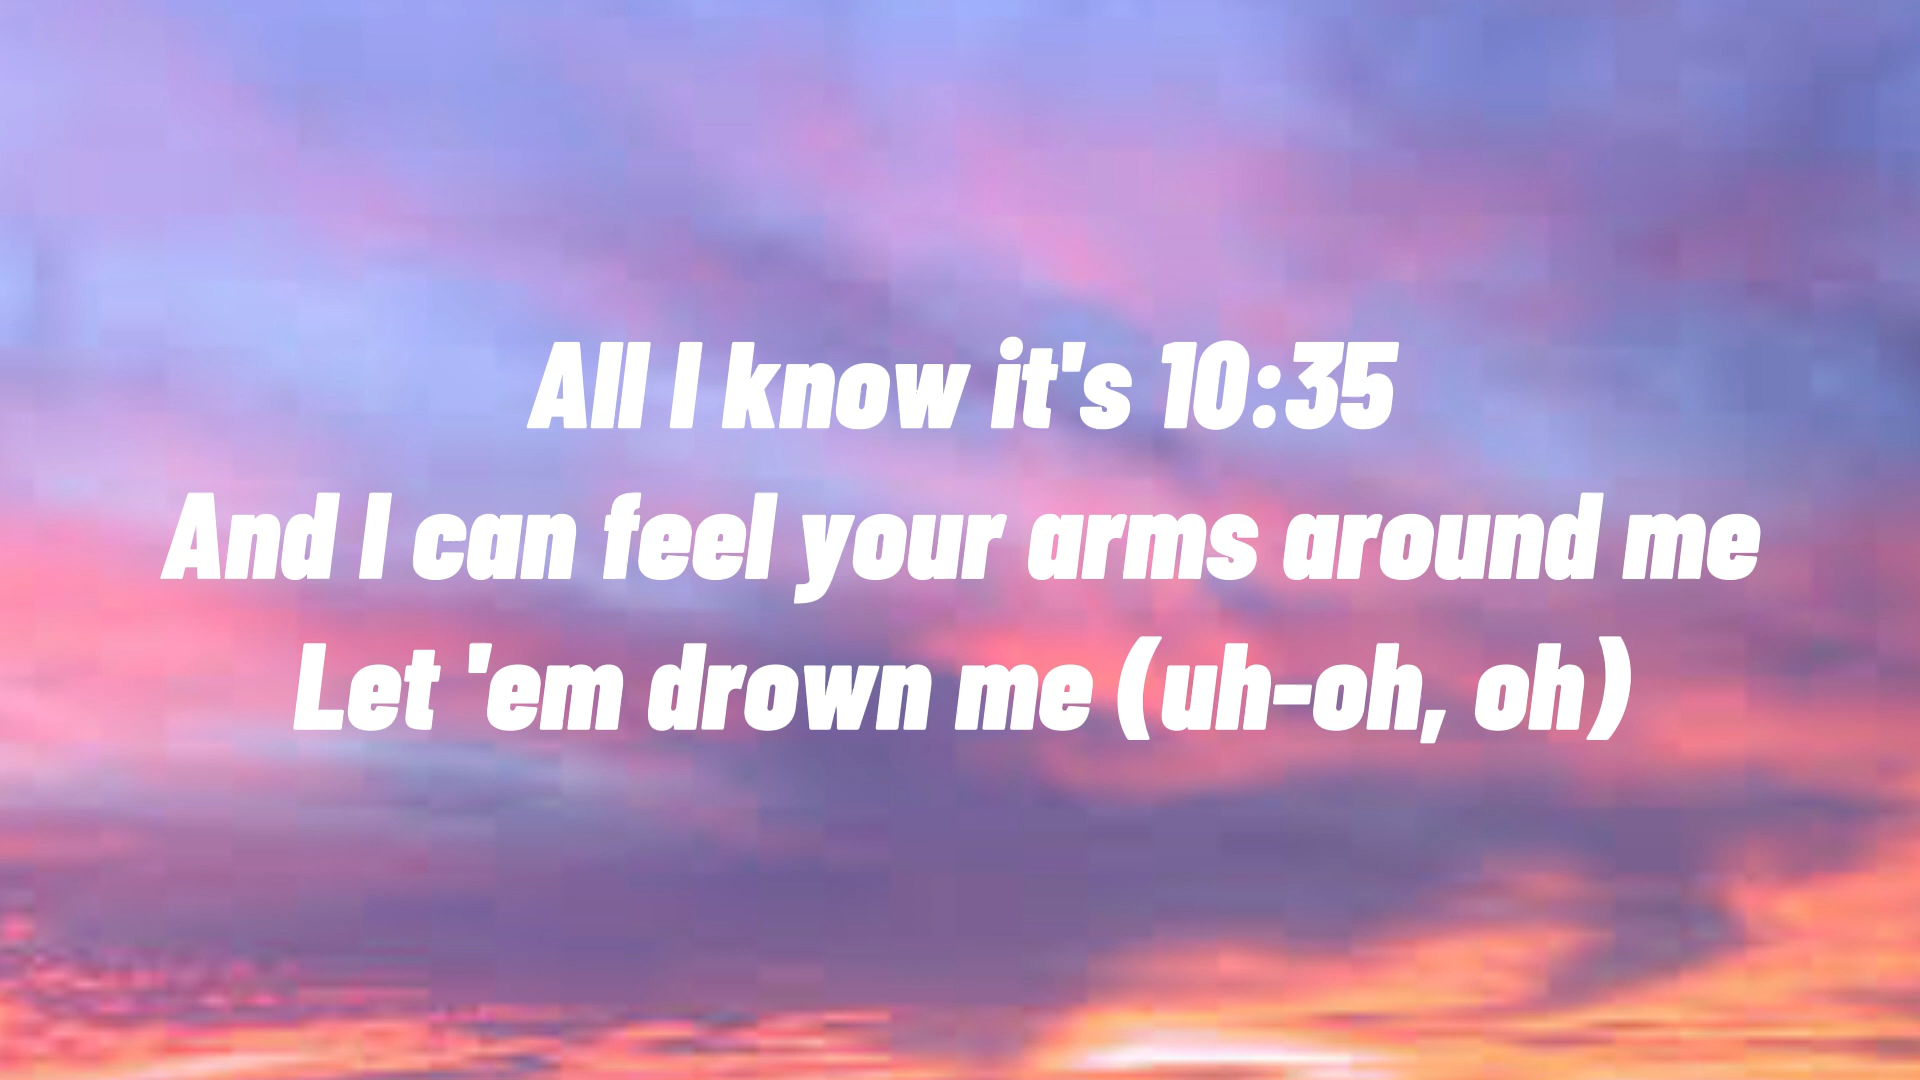 All I know it's 10:35
And I can feel your arms around me
Let 'em drown me (uh-oh, oh)